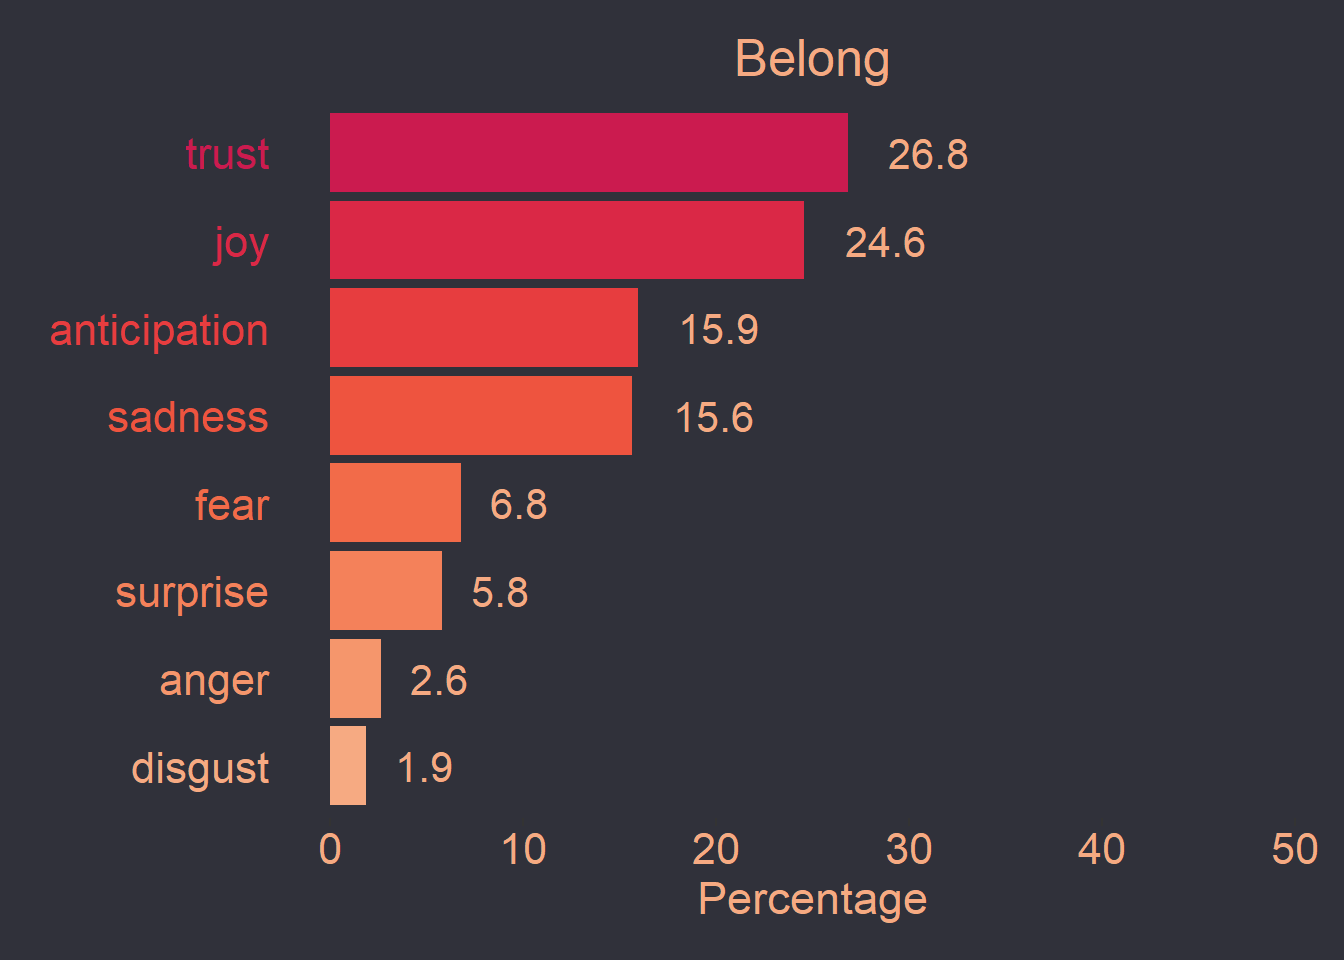 Belong
trust 26.8
joy 24.6
anticipation 15.9
sadness 15.6
fear 6.8
surprise 5.8
anger 2.6
disgust 1.9
0 10 20 30 40 50
Percentage